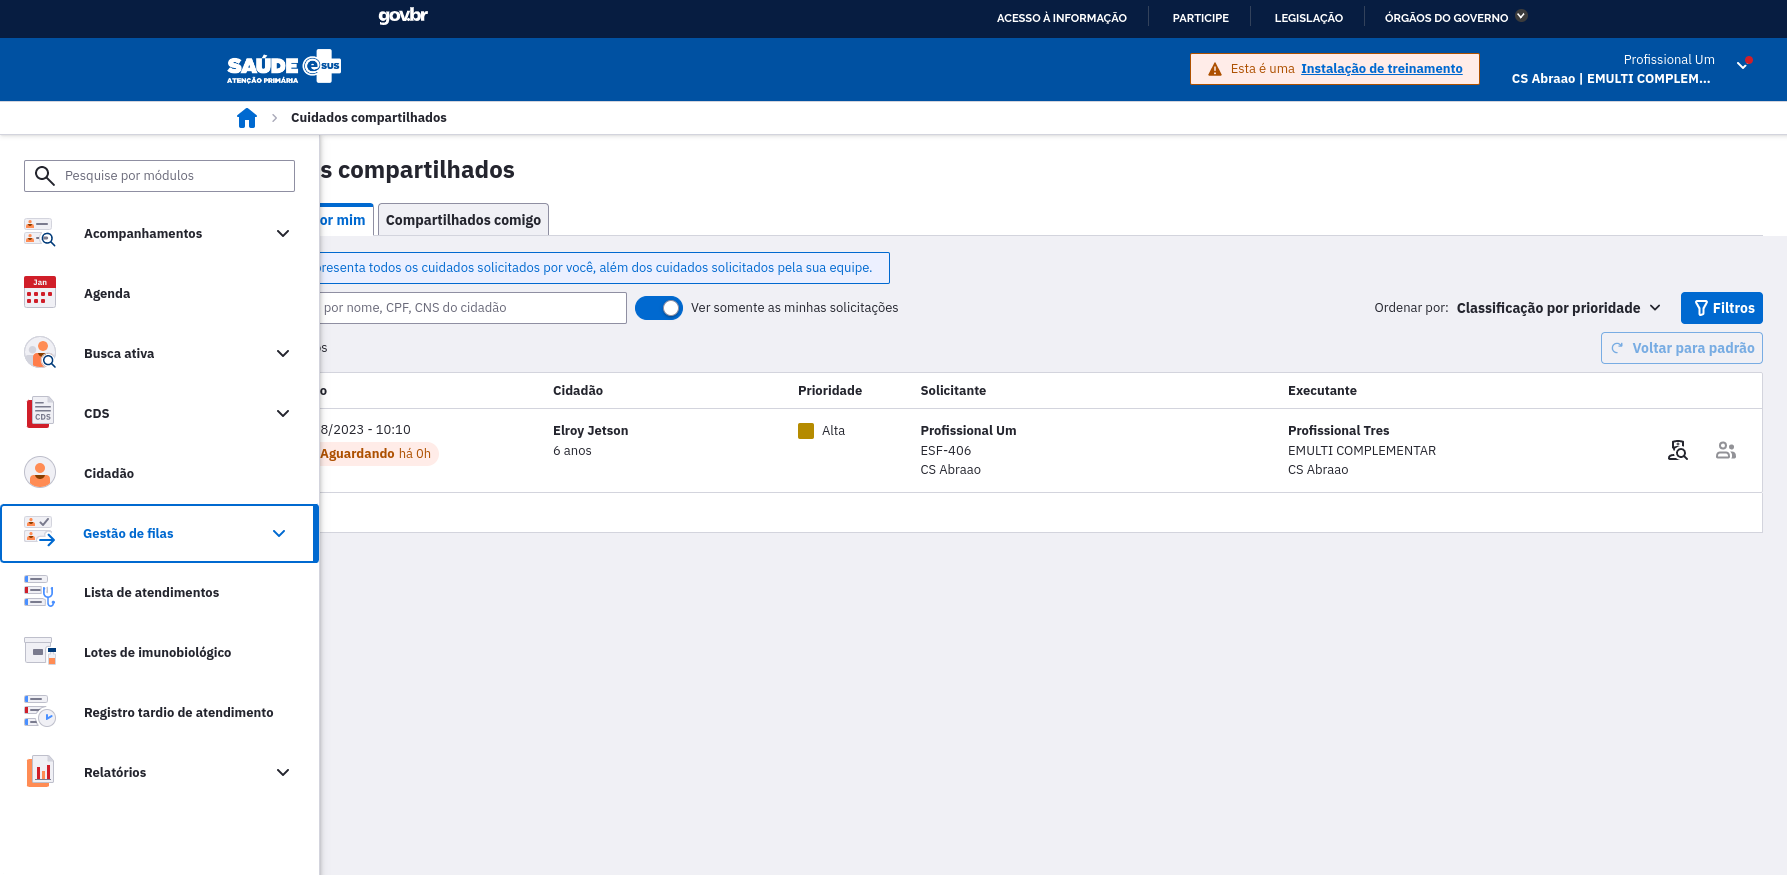 gov.br
ACESSO À INFORMAÇÃO
PARTICIPE
LEGISLAÇÃO
ÓRGÃOS DO GOVERNO
SAÚDE e SUS
ATENÇÃO PRIMÁRIA
Esta é uma Instalação de treinamento
Profissional Um
CS Abraao | EMULTI COMPLEM...
Cuidados compartilhados
Pesquise por módulos
Acompanhamentos
Jan
Agenda
Busca ativa
CDS
CDS
Cidadão
Gestão de filas
Lista de atendimentos
Lotes de imunobiológico
Registro tardio de atendimento
Relatórios
s compartilhados
or mim
Compartilhados comigo
presenta todos os cuidados solicitados por você, além dos cuidados solicitados pela sua equipe.
por nome, CPF, CNS do cidadão
Ver somente as minhas solicitações
Ordenar por: Classificação por prioridade
Filtros
os
Voltar para padrão
o
Cidadão
Prioridade
Solicitante
Executante
8/2023 - 10:10
Aguardando há 0h
Elroy Jetson
6 anos
Alta
Profissional Um
ESF-406
CS Abraao
Profissional Tres
EMULTI COMPLEMENTAR
CS Abraao